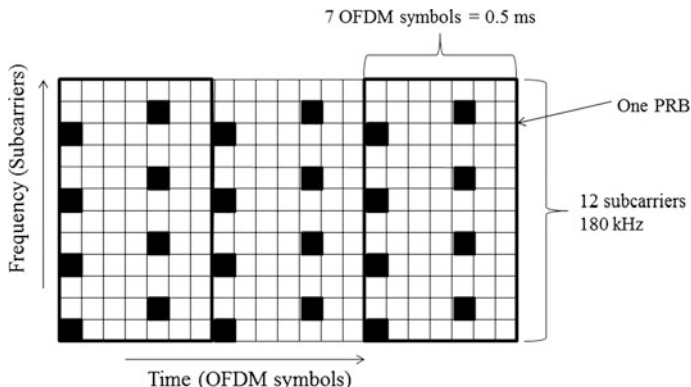 7 OFDM symbols = 0.5 ms
One PRB
12 subcarriers
180 kHz
Frequency (Subcarriers)
Time (OFDM symbols)